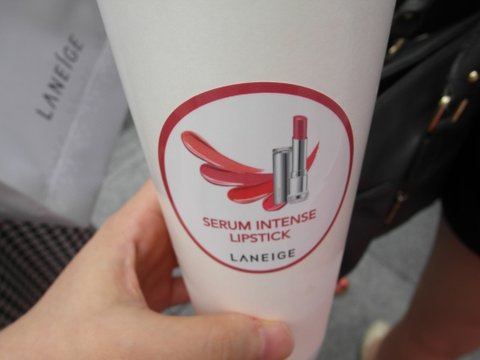 LANEIGE
SERUM INTENSE
LIPSTICK
LANEIGE